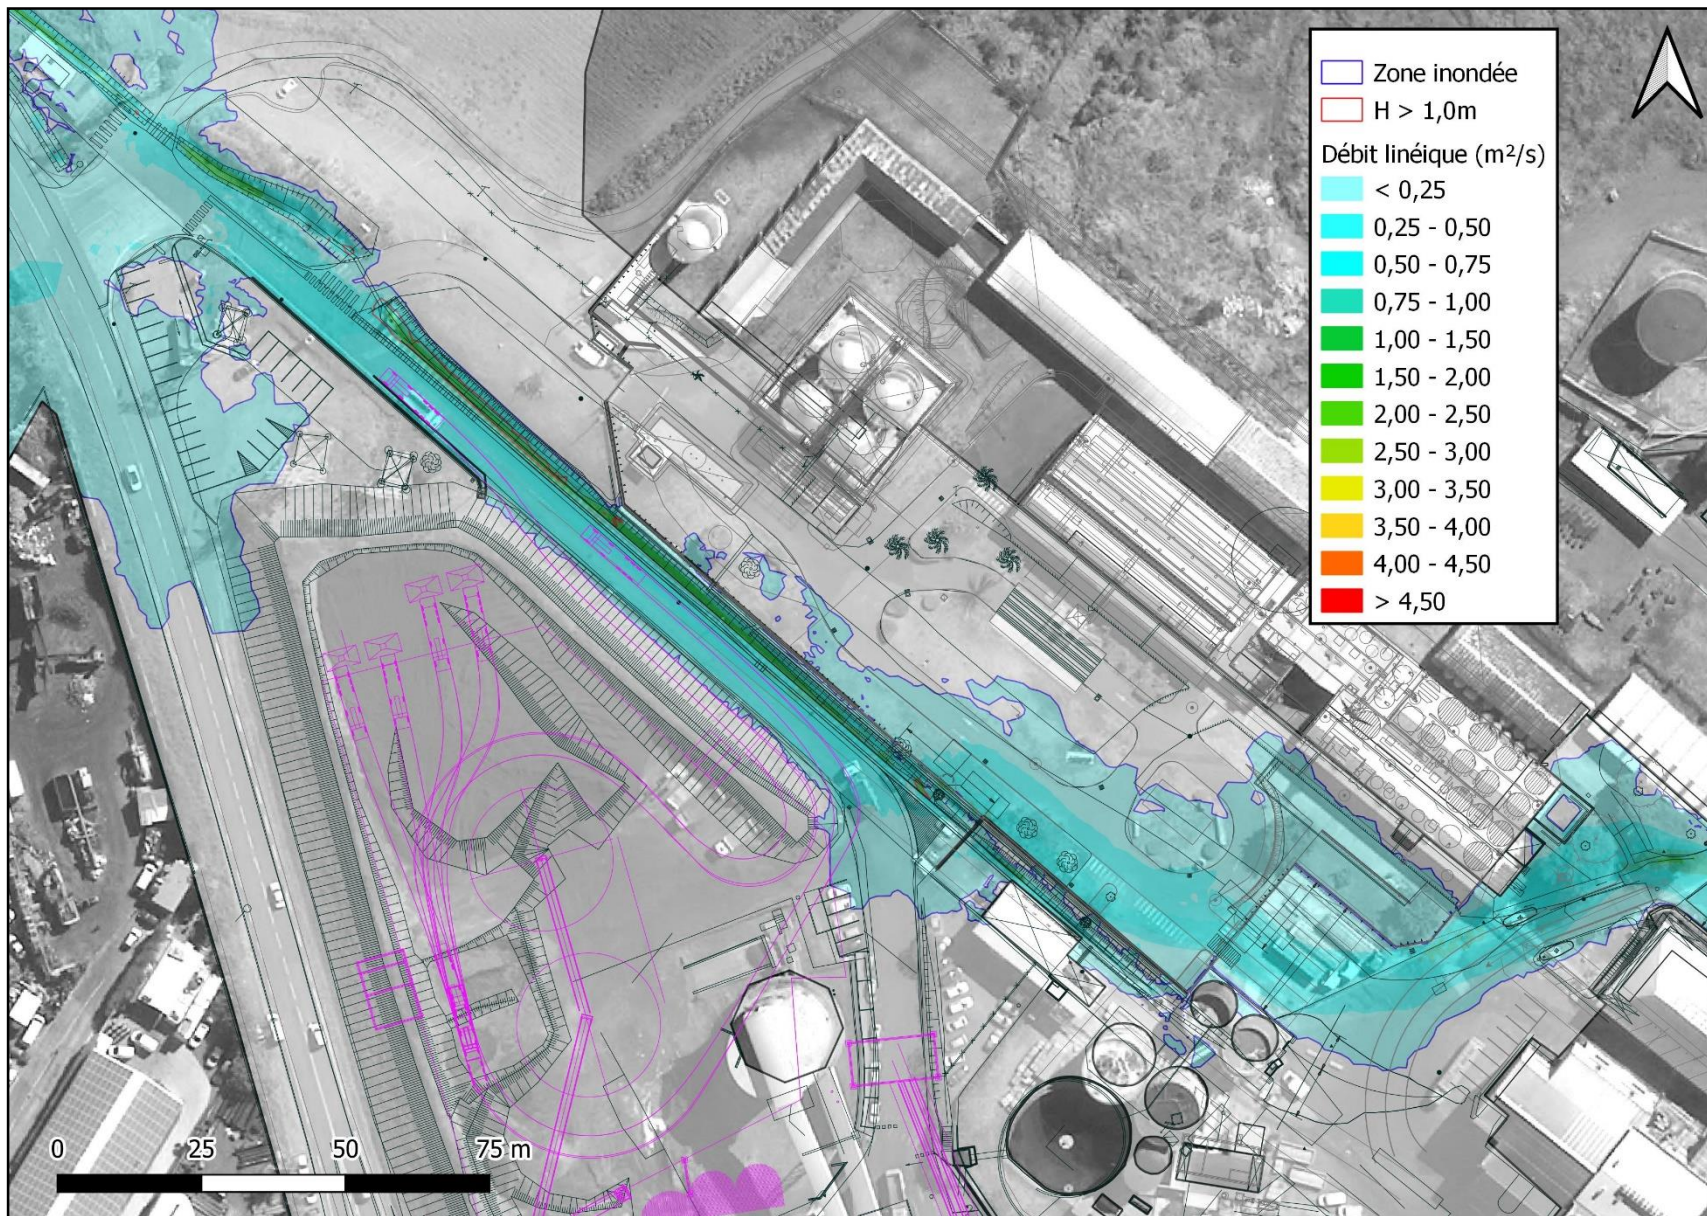 Zone inondée
H > 1,0m
Débit linéique (m²/s)
< 0,25
0,25 - 0,50
0,50 - 0,75
0,75 - 1,00
1,00 - 1,50
1,50 - 2,00
2,00 - 2,50
2,50 - 3,00
3,00 - 3,50
3,50 - 4,00
4,00 - 4,50
> 4,50
0 25 50 75 m